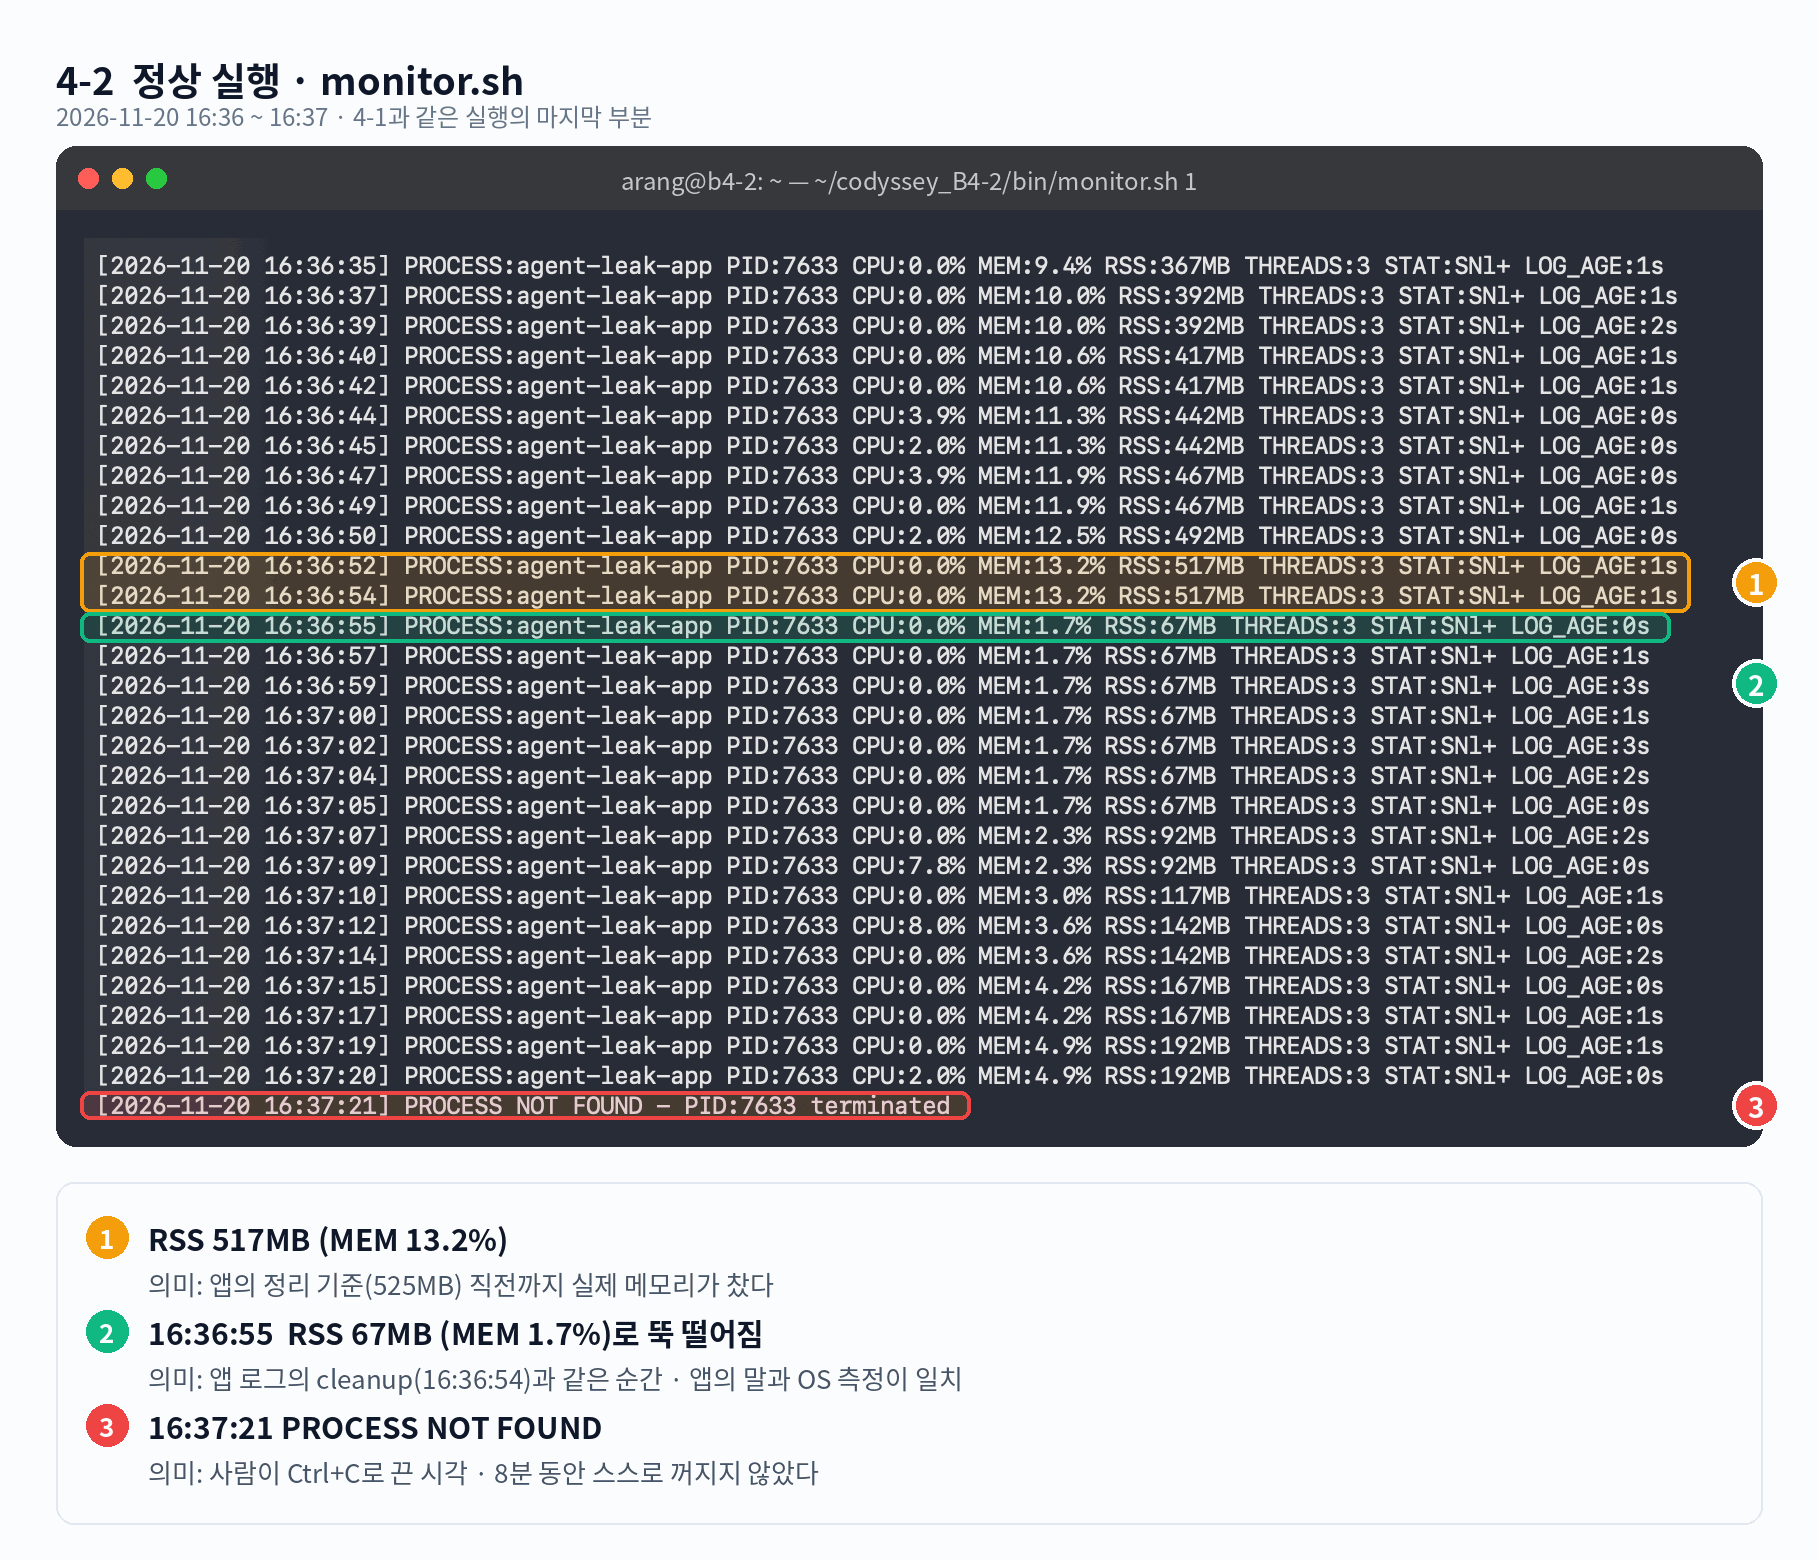 4-2 정상 실행 · monitor.sh
2026-11-20 16:36 ~ 16:37 · 4-1과 같은 실행의 마지막 부분
arang@b4-2: ~ — ~/codyssey_B4-2/bin/monitor.sh 1
[2026-11-20 16:36:35] PROCESS:agent-leak-app PID:7633 CPU:0.0% MEM:9.4% RSS:367MB THREADS:3 STAT:SNl+ LOG_AGE:1s
[2026-11-20 16:36:37] PROCESS:agent-leak-app PID:7633 CPU:0.0% MEM:10.0% RSS:392MB THREADS:3 STAT:SNl+ LOG_AGE:1s
[2026-11-20 16:36:39] PROCESS:agent-leak-app PID:7633 CPU:0.0% MEM:10.0% RSS:392MB THREADS:3 STAT:SNl+ LOG_AGE:2s
[2026-11-20 16:36:40] PROCESS:agent-leak-app PID:7633 CPU:0.0% MEM:10.6% RSS:417MB THREADS:3 STAT:SNl+ LOG_AGE:1s
[2026-11-20 16:36:42] PROCESS:agent-leak-app PID:7633 CPU:0.0% MEM:10.6% RSS:417MB THREADS:3 STAT:SNl+ LOG_AGE:1s
[2026-11-20 16:36:44] PROCESS:agent-leak-app PID:7633 CPU:3.9% MEM:11.3% RSS:442MB THREADS:3 STAT:SNl+ LOG_AGE:0s
[2026-11-20 16:36:45] PROCESS:agent-leak-app PID:7633 CPU:2.0% MEM:11.3% RSS:442MB THREADS:3 STAT:SNl+ LOG_AGE:0s
[2026-11-20 16:36:47] PROCESS:agent-leak-app PID:7633 CPU:3.9% MEM:11.9% RSS:467MB THREADS:3 STAT:SNl+ LOG_AGE:0s
[2026-11-20 16:36:49] PROCESS:agent-leak-app PID:7633 CPU:0.0% MEM:11.9% RSS:467MB THREADS:3 STAT:SNl+ LOG_AGE:1s
[2026-11-20 16:36:50] PROCESS:agent-leak-app PID:7633 CPU:2.0% MEM:12.5% RSS:492MB THREADS:3 STAT:SNl+ LOG_AGE:0s
[2026-11-20 16:36:52] PROCESS:agent-leak-app PID:7633 CPU:0.0% MEM:13.2% RSS:517MB THREADS:3 STAT:SNl+ LOG_AGE:1s
[2026-11-20 16:36:54] PROCESS:agent-leak-app PID:7633 CPU:0.0% MEM:13.2% RSS:517MB THREADS:3 STAT:SNl+ LOG_AGE:1s
1
[2026-11-20 16:36:55] PROCESS:agent-leak-app PID:7633 CPU:0.0% MEM:1.7% RSS:67MB THREADS:3 STAT:SNl+ LOG_AGE:0s
[2026-11-20 16:36:57] PROCESS:agent-leak-app PID:7633 CPU:0.0% MEM:1.7% RSS:67MB THREADS:3 STAT:SNl+ LOG_AGE:1s
[2026-11-20 16:36:59] PROCESS:agent-leak-app PID:7633 CPU:0.0% MEM:1.7% RSS:67MB THREADS:3 STAT:SNl+ LOG_AGE:3s
2
[2026-11-20 16:37:00] PROCESS:agent-leak-app PID:7633 CPU:0.0% MEM:1.7% RSS:67MB THREADS:3 STAT:SNl+ LOG_AGE:1s
[2026-11-20 16:37:02] PROCESS:agent-leak-app PID:7633 CPU:0.0% MEM:1.7% RSS:67MB THREADS:3 STAT:SNl+ LOG_AGE:3s
[2026-11-20 16:37:04] PROCESS:agent-leak-app PID:7633 CPU:0.0% MEM:1.7% RSS:67MB THREADS:3 STAT:SNl+ LOG_AGE:2s
[2026-11-20 16:37:05] PROCESS:agent-leak-app PID:7633 CPU:0.0% MEM:1.7% RSS:67MB THREADS:3 STAT:SNl+ LOG_AGE:0s
[2026-11-20 16:37:07] PROCESS:agent-leak-app PID:7633 CPU:0.0% MEM:2.3% RSS:92MB THREADS:3 STAT:SNl+ LOG_AGE:2s
[2026-11-20 16:37:09] PROCESS:agent-leak-app PID:7633 CPU:7.8% MEM:2.3% RSS:92MB THREADS:3 STAT:SNl+ LOG_AGE:0s
[2026-11-20 16:37:10] PROCESS:agent-leak-app PID:7633 CPU:0.0% MEM:3.0% RSS:117MB THREADS:3 STAT:SNl+ LOG_AGE:1s
[2026-11-20 16:37:12] PROCESS:agent-leak-app PID:7633 CPU:8.0% MEM:3.6% RSS:142MB THREADS:3 STAT:SNl+ LOG_AGE:0s
[2026-11-20 16:37:14] PROCESS:agent-leak-app PID:7633 CPU:0.0% MEM:3.6% RSS:142MB THREADS:3 STAT:SNl+ LOG_AGE:2s
[2026-11-20 16:37:15] PROCESS:agent-leak-app PID:7633 CPU:0.0% MEM:4.2% RSS:167MB THREADS:3 STAT:SNl+ LOG_AGE:0s
[2026-11-20 16:37:17] PROCESS:agent-leak-app PID:7633 CPU:0.0% MEM:4.2% RSS:167MB THREADS:3 STAT:SNl+ LOG_AGE:1s
[2026-11-20 16:37:19] PROCESS:agent-leak-app PID:7633 CPU:0.0% MEM:4.9% RSS:192MB THREADS:3 STAT:SNl+ LOG_AGE:1s
[2026-11-20 16:37:20] PROCESS:agent-leak-app PID:7633 CPU:2.0% MEM:4.9% RSS:192MB THREADS:3 STAT:SNl+ LOG_AGE:0s
[2026-11-20 16:37:21] PROCESS NOT FOUND — PID:7633 terminated
3
1 RSS 517MB (MEM 13.2%)
의미: 앱의 정리 기준(525MB) 직전까지 실제 메모리가 찼다
2 16:36:55 RSS 67MB (MEM 1.7%)로 뚝 떨어짐
의미: 앱 로그의 cleanup(16:36:54)과 같은 순간 · 앱의 말과 OS 측정이 일치
3 16:37:21 PROCESS NOT FOUND
의미: 사람이 Ctrl+C로 끈 시각 · 8분 동안 스스로 꺼지지 않았다